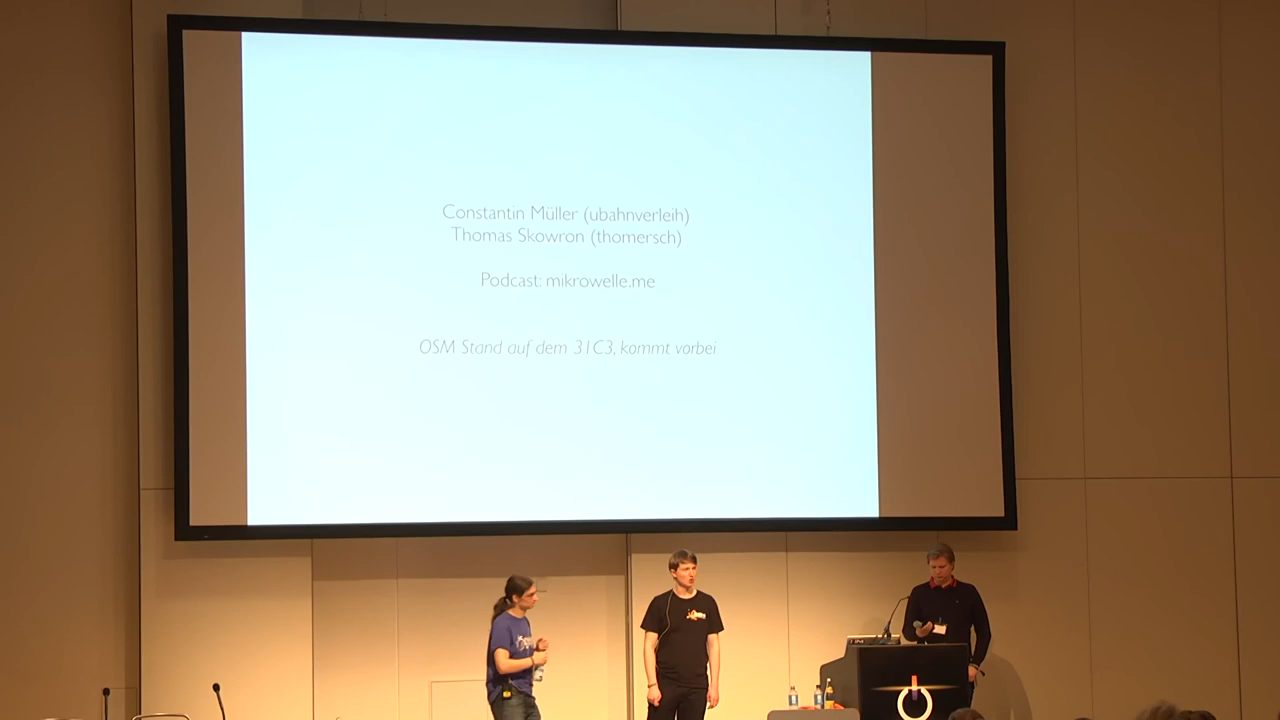 Constantin Müller (ubahnverleih)
Thomas Skowron (thomersch)
Podcast: mikrowelle.me
OSM Stand auf dem 31C3, kommt vorbei